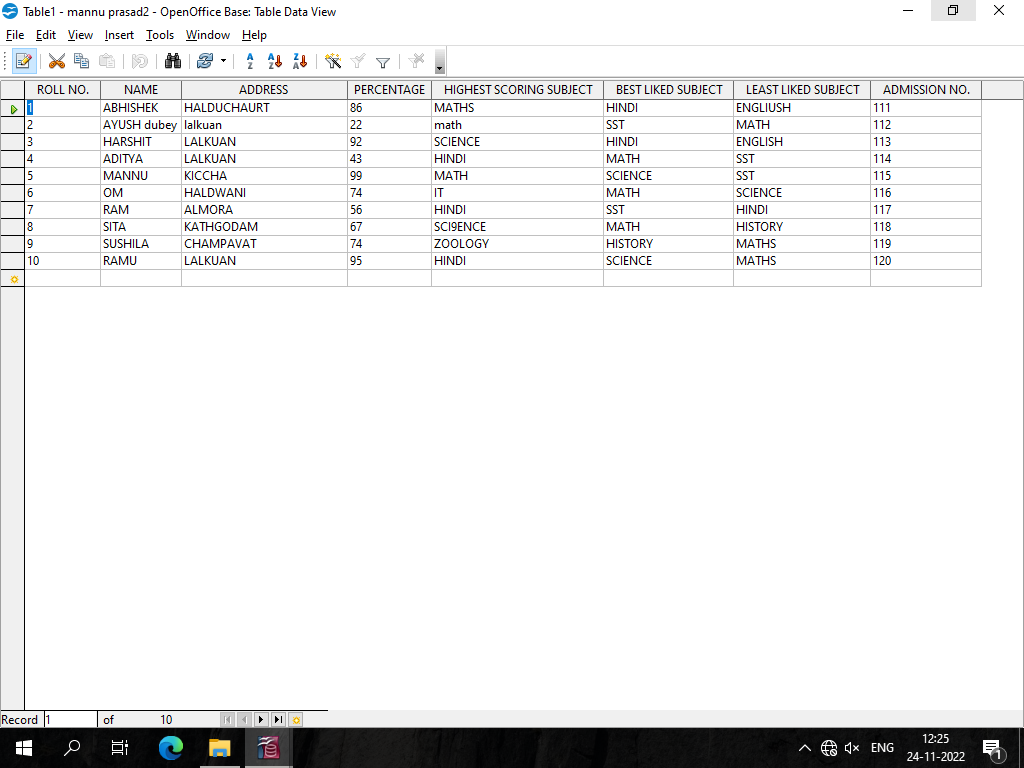 Table1 - mannu prasad2 - OpenOffice Base: Table Data View
File Edit View Insert Tools Window Help
ROLL NO. NAME ADDRESS PERCENTAGE HIGHEST SCORING SUBJECT BEST LIKED SUBJECT LEAST LIKED SUBJECT ADMISSION NO.
1 ABHISHEK HALDUCHAURT 86 MATHS HINDI ENGLIUSH 111
2 AYUSH dubey lalkuan 22 math SST MATH 112
3 HARSHIT LALKUAN 92 SCIENCE HINDI ENGLISH 113
4 ADITYA LALKUAN 43 HINDI MATH SST 114
5 MANNU KICCHA 99 MATH SCIENCE SST 115
6 OM HALDWANI 74 IT MATH SCIENCE 116
7 RAM ALMORA 56 HINDI SST HINDI 117
8 SITA KATHGODAM 67 SCI9ENCE MATH HISTORY 118
9 SUSHILA CHAMPAVAT 74 ZOOLOGY HISTORY MATHS 119
10 RAMU LALKUAN 95 HINDI SCIENCE MATHS 120
Record 1 of 10
ENG
12:25
24-11-2022
1